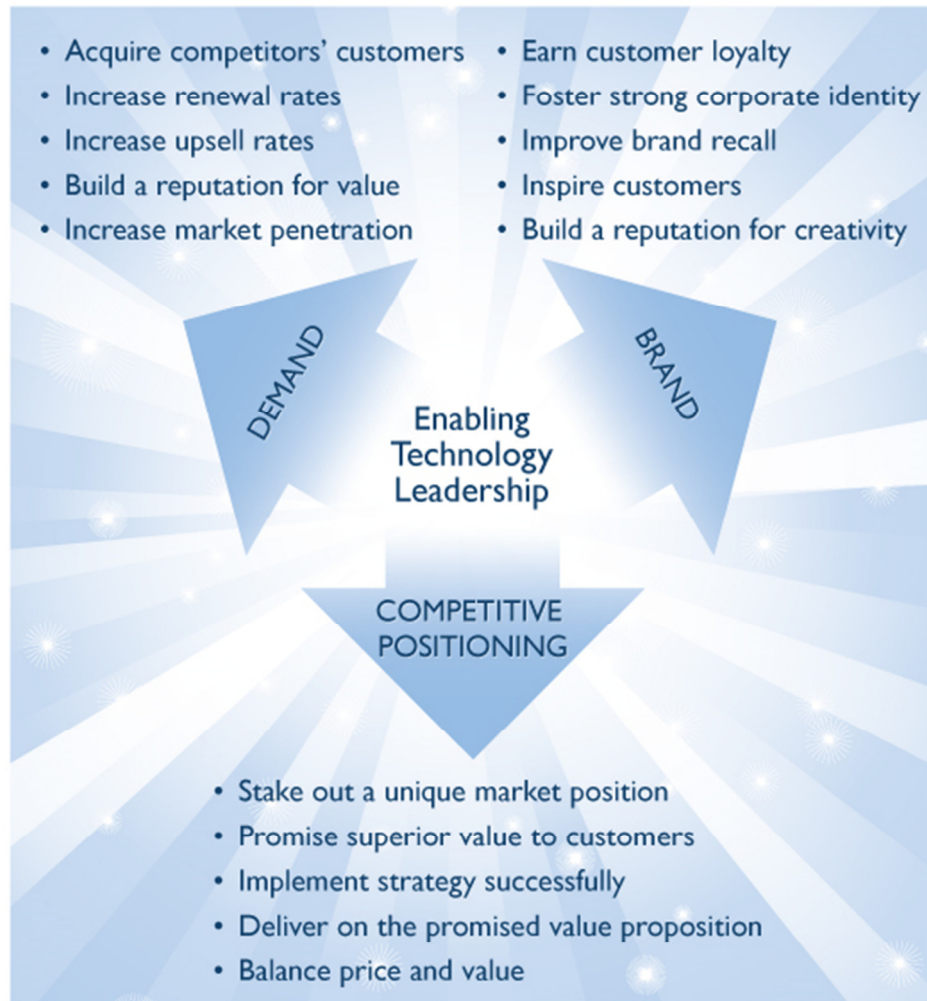 • Acquire competitors’ customers
• Increase renewal rates
• Increase upsell rates
• Build a reputation for value
• Increase market penetration
• Earn customer loyalty
• Foster strong corporate identity
• Improve brand recall
• Inspire customers
• Build a reputation for creativity
DEMAND
BRAND
Enabling
Technology
Leadership
COMPETITIVE
POSITIONING
• Stake out a unique market position
• Promise superior value to customers
• Implement strategy successfully
• Deliver on the promised value proposition
• Balance price and value